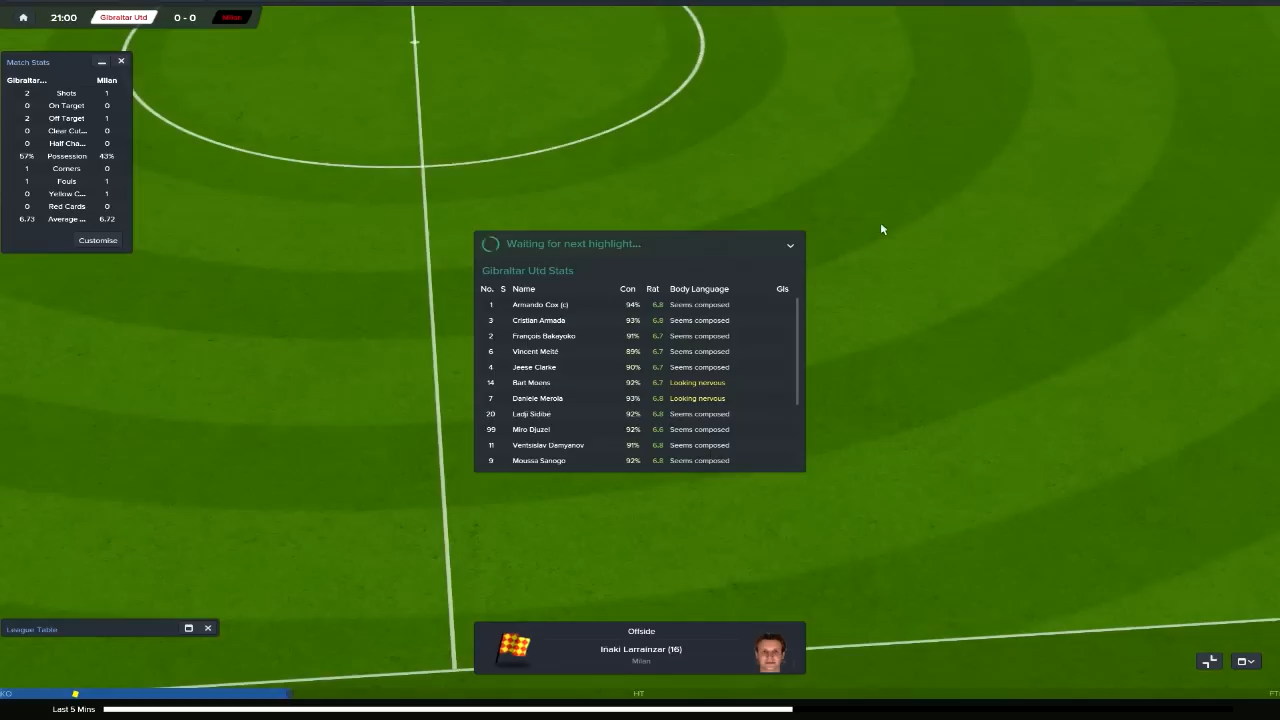 21:00 Gibraltar Utd 0 - 0 Milan
Match Stats
Gibraltar... Milan
2 Shots 1
0 On Target 0
2 Off Target 1
0 Clear Cut... 0
0 Half Cha... 0
57% Possession 43%
1 Corners 0
1 Fouls 1
0 Yellow C... 1
0 Red Cards 0
6.73 Average ... 6.72
Customise
Waiting for next highlight...
Gibraltar Utd Stats
No. S Name Con Rat Body Language Gls
1 Armando Cox (c) 94% 6.8 Seems composed
3 Cristian Armada 93% 6.8 Seems composed
2 François Bakayoko 91% 6.7 Seems composed
6 Vincent Meité 89% 6.7 Seems composed
4 Jeese Clarke 90% 6.7 Seems composed
14 Bart Moens 92% 6.7 Looking nervous
7 Daniele Merola 93% 6.8 Looking nervous
20 Ladji Sidibé 92% 6.8 Seems composed
99 Miro Djuzel 92% 6.6 Seems composed
11 Ventsislav Damyanov 91% 6.8 Seems composed
9 Moussa Sanogo 92% 6.8 Seems composed
League Table
Offside
Iñaki Larrainzar (16)
Milan
KO HT FT
Last 5 Mins